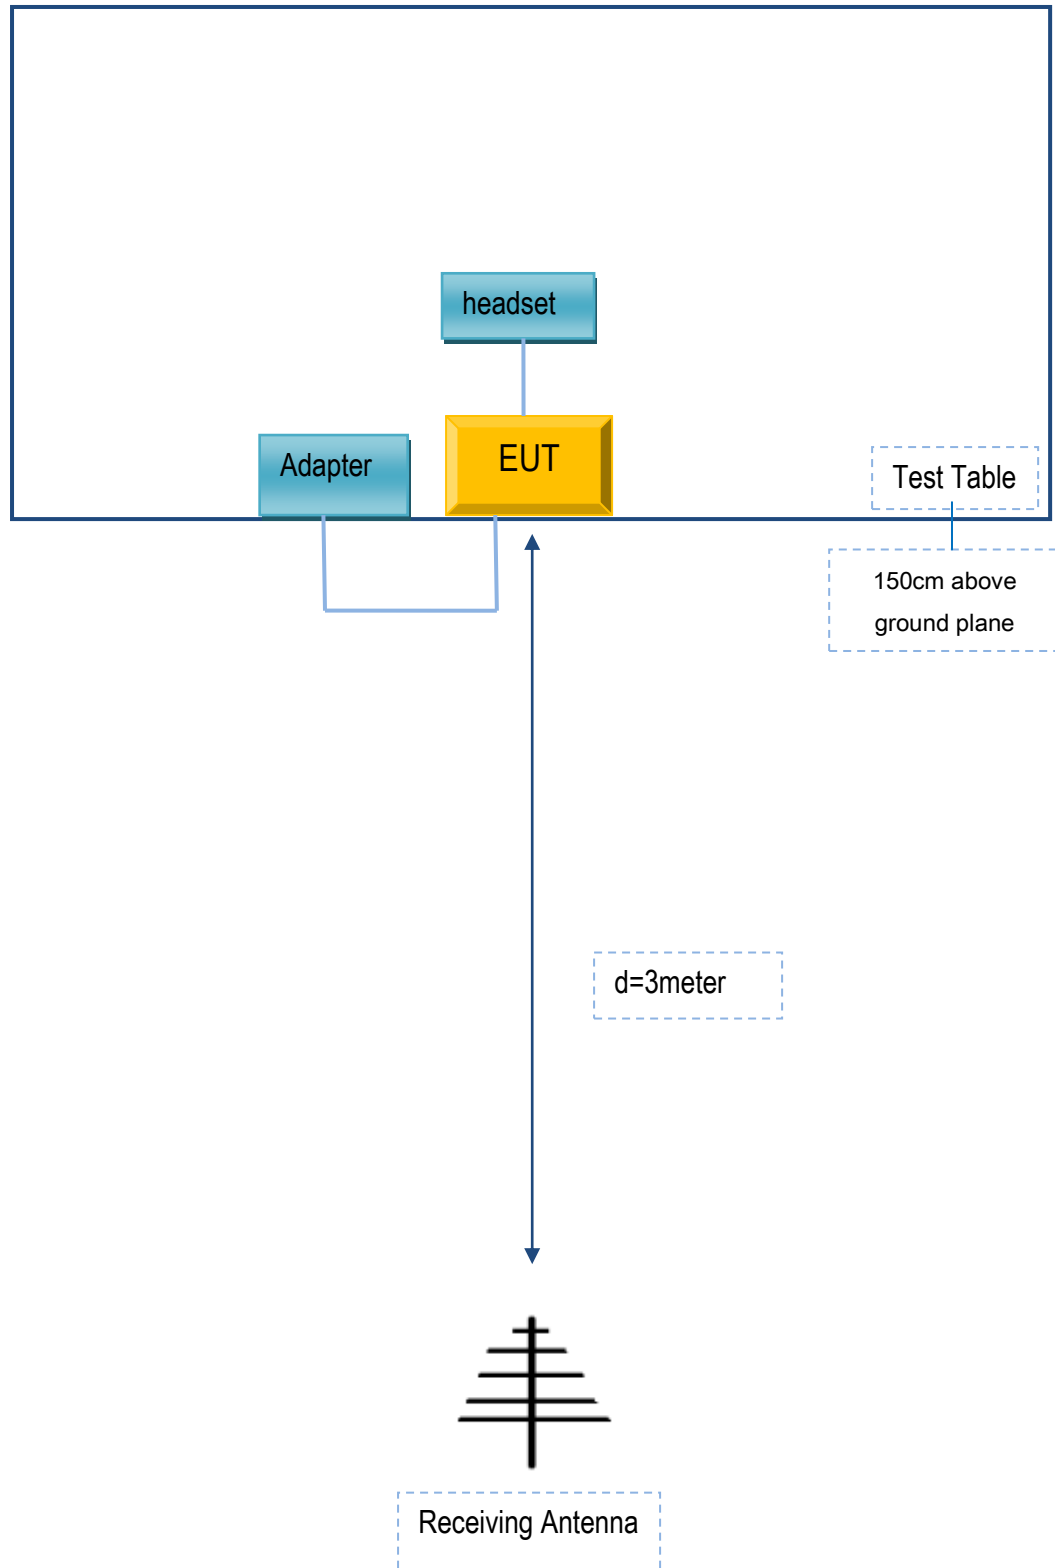 headset
EUT
Adapter
Test Table
150cm above
ground plane
d=3meter
Receiving Antenna